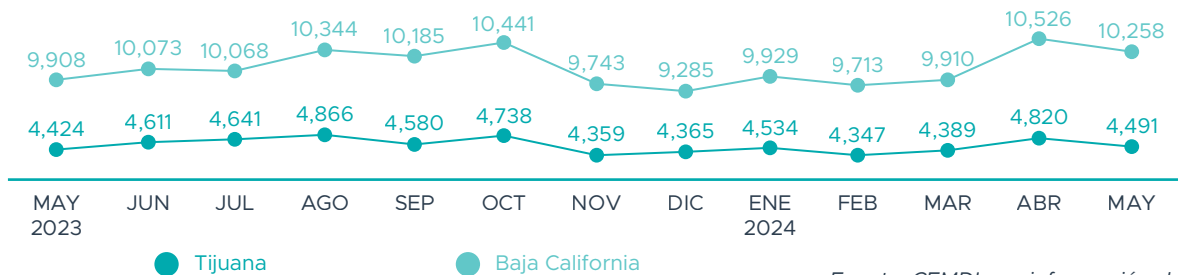 9,908 10,073 10,068 10,344 10,185 10,441 9,743 9,285 9,929 9,713 9,910 10,526 10,258
4,424 4,611 4,641 4,866 4,580 4,738 4,359 4,365 4,534 4,347 4,389 4,820 4,491
MAY JUN JUL AGO SEP OCT NOV DIC ENE FEB MAR ABR MAY
2023 2024
Tijuana Baja California